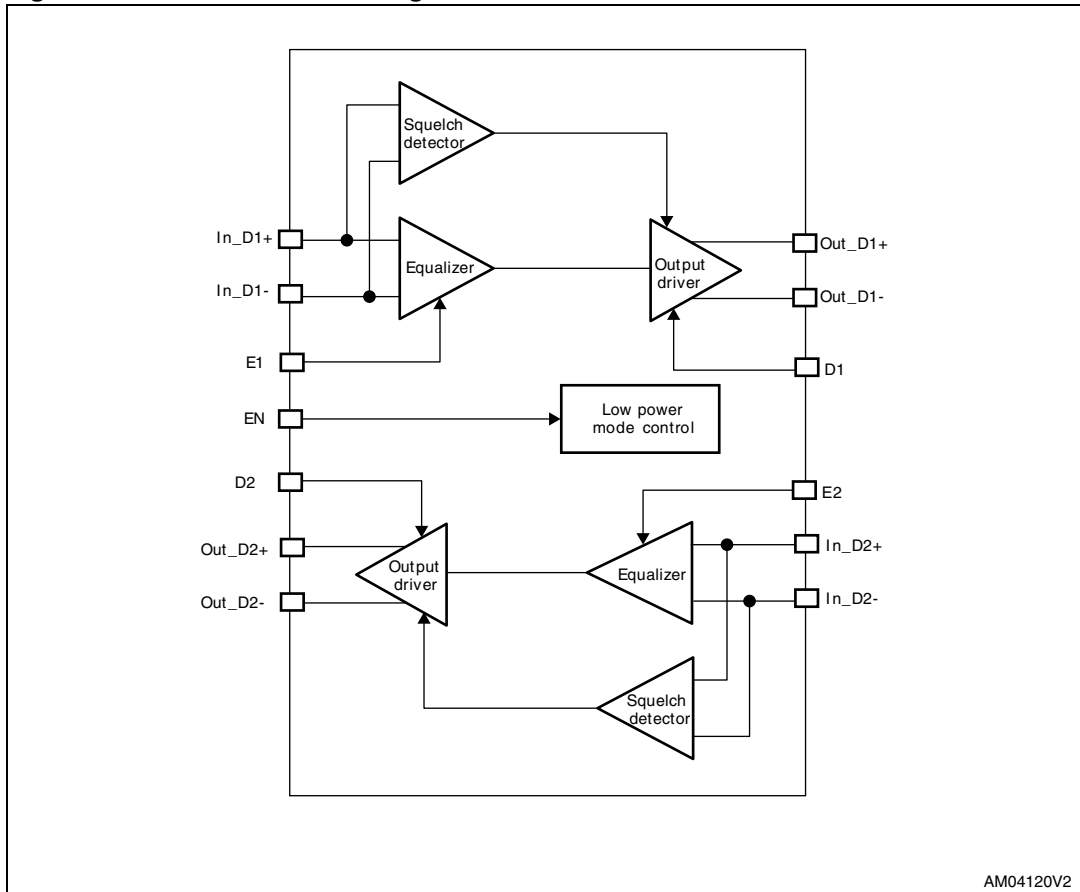 Squelch
detector
In_D1+
Equalizer
Output
driver
Out_D1+
In_D1-
Out_D1-
E1
D1
EN
Low power
mode control
D2
E2
Out_D2+
Output
driver
Equalizer
In_D2+
Out_D2-
In_D2-
Squelch
detector
AM04120V2